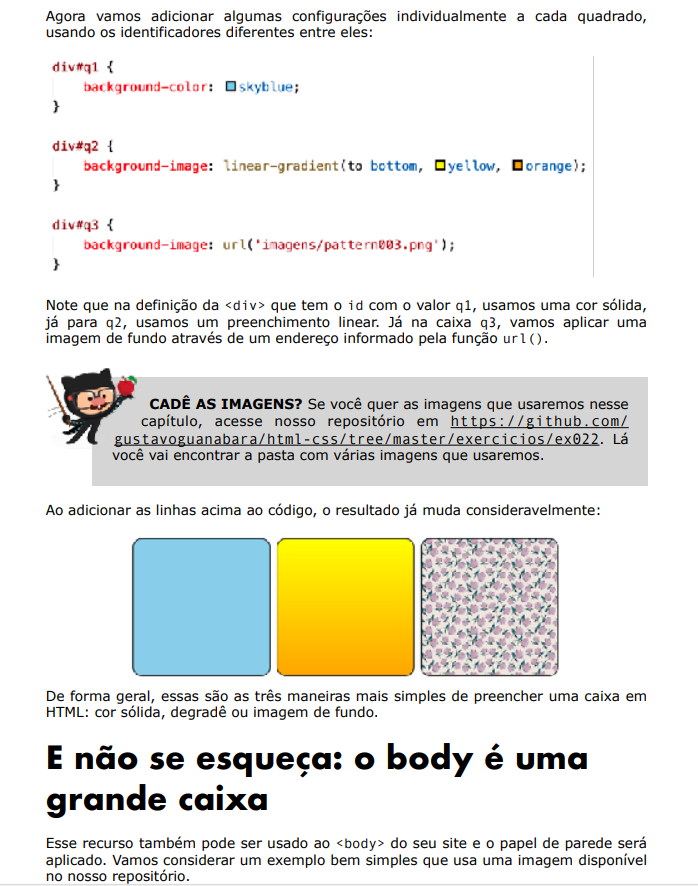 Agora vamos adicionar algumas configurações individualmente a cada quadrado,
usando os identificadores diferentes entre eles:
div#q1 {
    background-color: skyblue;
}
div#q2 {
    background-image: linear-gradient(to bottom, yellow, orange);
}
div#q3 {
    background-image: url('imagens/pattern003.png');
}
Note que na definição da <div> que tem o id com o valor q1, usamos uma cor sólida,
já para q2, usamos um preenchimento linear. Já na caixa q3, vamos aplicar uma
imagem de fundo através de um endereço informado pela função url().
CADÊ AS IMAGENS? Se você quer as imagens que usaremos nesse
capítulo, acesse nosso repositório em https://github.com/
gustavoguanabara/html-css/tree/master/exercicios/ex022. Lá
você vai encontrar a pasta com várias imagens que usaremos.
Ao adicionar as linhas acima ao código, o resultado já muda consideravelmente:
De forma geral, essas são as três maneiras mais simples de preencher uma caixa em
HTML: cor sólida, degradê ou imagem de fundo.
E não se esqueça: o body é uma
grande caixa
Esse recurso também pode ser usado ao <body> do seu site e o papel de parede será
aplicado. Vamos considerar um exemplo bem simples que usa uma imagem disponível
no nosso repositório.